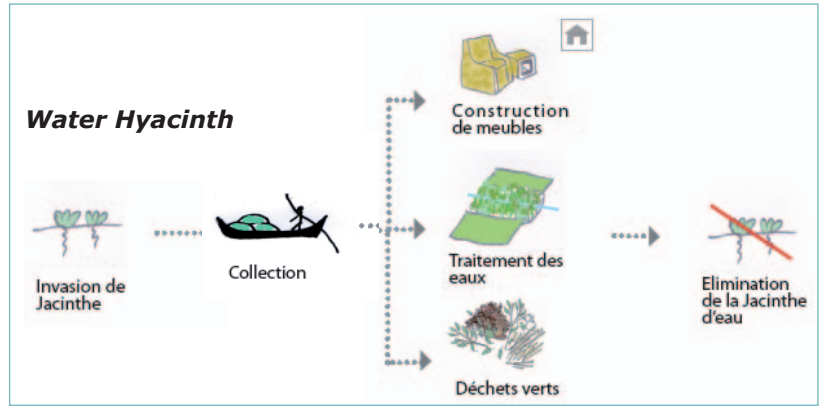 Water Hyacinth
Construction
de meubles
Invasion de
Jacinthe
Collection
Traitement des
eaux
Elimination
de la Jacinthe
d'eau
Déchets verts